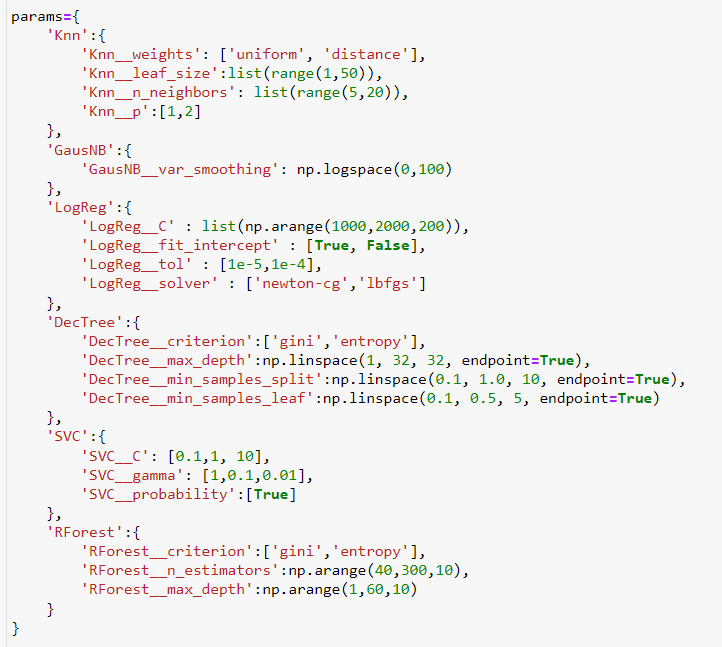 params={
    'Knn':{
        'Knn__weights': ['uniform', 'distance'],
        'Knn__leaf_size':list(range(1,50)),
        'Knn__n_neighbors': list(range(5,20)),
        'Knn__p':[1,2]
    },
    'GausNB':{
        'GausNB__var_smoothing': np.logspace(0,100)
    },
    'LogReg':{
        'LogReg__C' : list(np.arange(1000,2000,200)),
        'LogReg__fit_intercept' : [True, False],
        'LogReg__tol' : [1e-5,1e-4],
        'LogReg__solver' : ['newton-cg','lbfgs']
    },
    'DecTree':{
        'DecTree__criterion':['gini','entropy'],
        'DecTree__max_depth':np.linspace(1, 32, 32, endpoint=True),
        'DecTree__min_samples_split':np.linspace(0.1, 1.0, 10, endpoint=True),
        'DecTree__min_samples_leaf':np.linspace(0.1, 0.5, 5, endpoint=True)
    },
    'SVC':{
        'SVC__C': [0.1,1, 10],
        'SVC__gamma': [1,0.1,0.01],
        'SVC__probability':[True]
    },
    'RForest':{
        'RForest__criterion':['gini','entropy'],
        'RForest__n_estimators':np.arange(40,300,10),
        'RForest__max_depth':np.arange(1,60,10)
    }
}